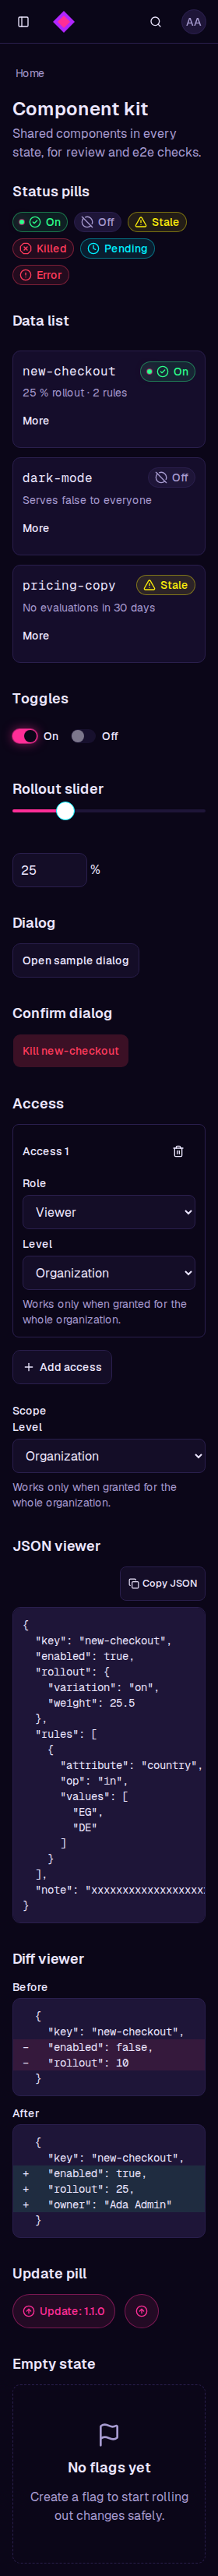 AA
Home
Component kit
Shared components in every
state, for review and e2e checks.
Status pills
On
Off
Stale
Killed
Pending
Error
Data list
new-checkout
On
25 % rollout · 2 rules
More
dark-mode
Off
Serves false to everyone
More
pricing-copy
Stale
No evaluations in 30 days
More
Toggles
On
Off
Rollout slider
25
%
Dialog
Open sample dialog
Confirm dialog
Kill new-checkout
Access
Access 1
Role
Viewer
Level
Organization
Works only when granted for the
whole organization.
Add access
Scope
Level
Organization
Works only when granted for the
whole organization.
JSON viewer
Copy JSON
{
  "key": "new-checkout",
  "enabled": true,
  "rollout": {
    "variation": "on",
    "weight": 25.5
  },
  "rules": [
    {
      "attribute": "country",
      "op": "in",
      "values": [
        "EG",
        "DE"
      ]
    }
  ],
  "note": "xxxxxxxxxxxxxxxxxx
}
Diff viewer
Before
  {
    "key": "new-checkout",
-   "enabled": false,
-   "rollout": 10
  }
After
  {
    "key": "new-checkout",
+   "enabled": true,
+   "rollout": 25,
+   "owner": "Ada Admin"
  }
Update pill
Update: 1.1.0
Empty state
No flags yet
Create a flag to start rolling
out changes safely.